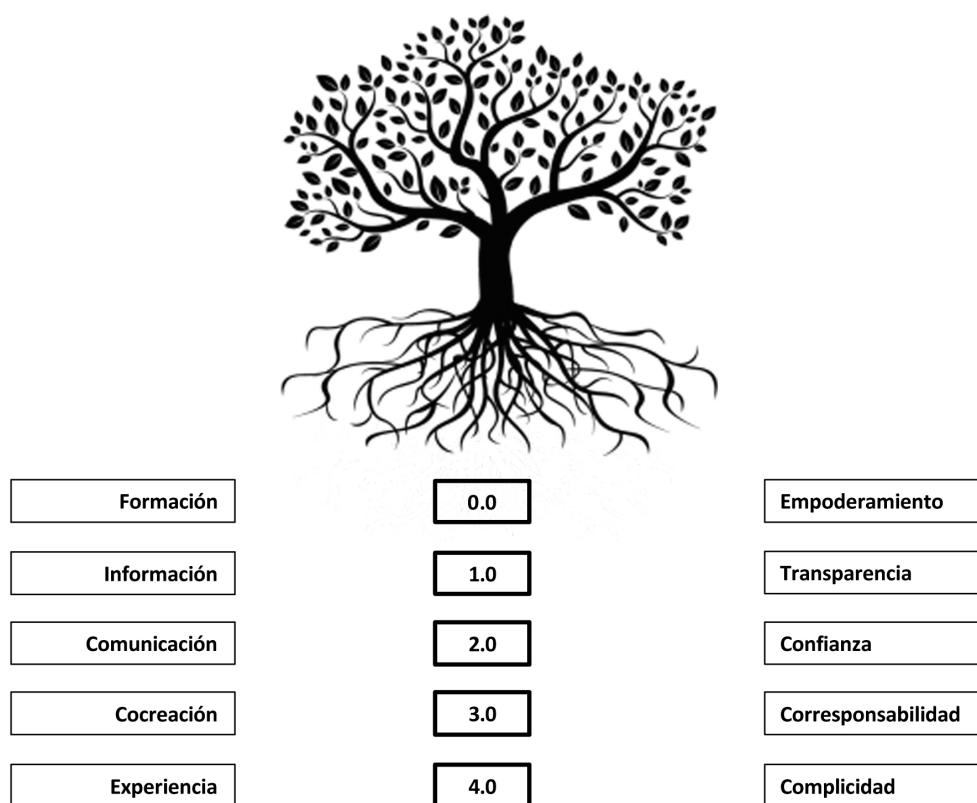 Formación 0.0 Empoderamiento
Información 1.0 Transparencia
Comunicación 2.0 Confianza
Cocreación 3.0 Corresponsabilidad
Experiencia 4.0 Complicidad